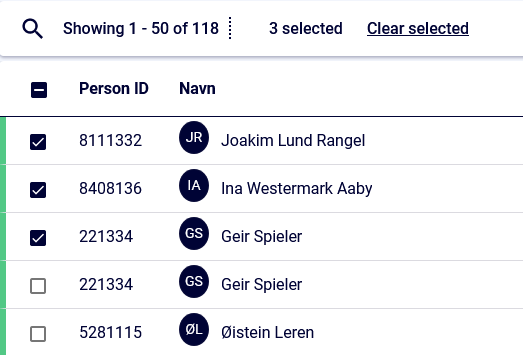 Showing 1 - 50 of 118 3 selected Clear selected
Person ID Navn
8111332 JR Joakim Lund Rangel
8408136 IA Ina Westermark Aaby
221334 GS Geir Spieler
221334 GS Geir Spieler
5281115 ØL Øistein Leren